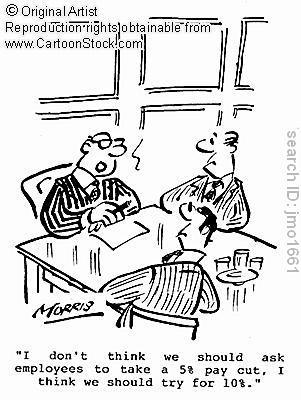 © Original Artist
Reproduction rights obtainable from
www.CartoonStock.com
search ID: jmo1661
MORRIS
"I don't think we should ask
employees to take a 5% pay cut, I
think we should try for 10%."